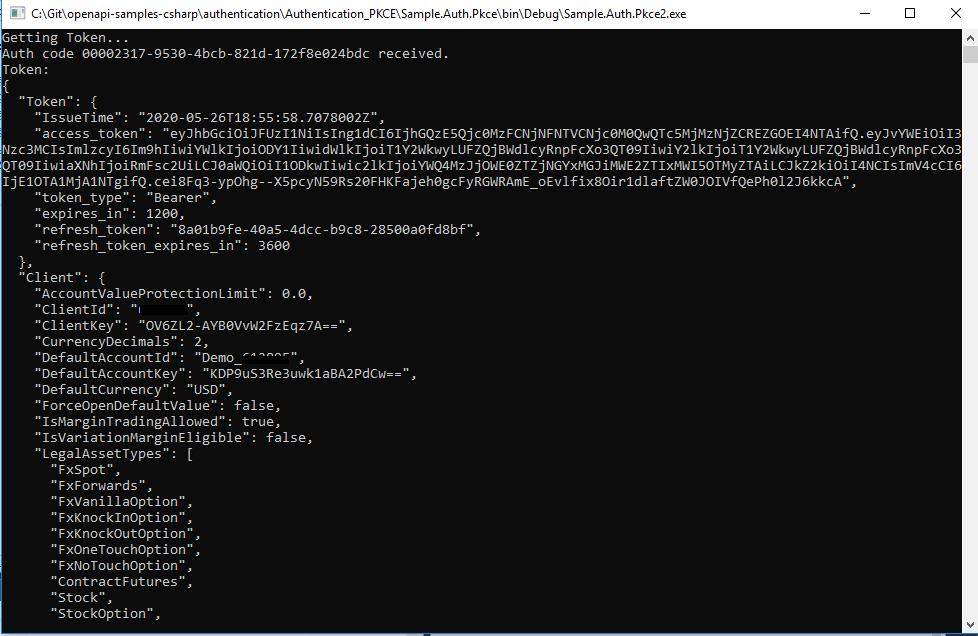 C:\Git\openapi-samples-csharp\authentication\Authentication_PKCE\Sample.Auth.Pkce\bin\Debug\Sample.Auth.Pkce2.exe
Getting Token...
Auth code 00002317-9530-4bcb-821d-172f8e024bdc received.
Token:
{
  "Token": {
    "IssueTime": "2020-05-26T18:55:58.7078002Z",
    "access_token": "eyJhbGciOiJFUzI1NiIsIng1dCI6IjhGQzE5Qjc0MzFCNjNFNTVCNjc0M0QwQTc5MjMzNjZCREZGOEI4NTAifQ.eyJvYWEiOiI3
Nzc3MCIsImlzcyI6Im9hIiwiYWlkIjoiODY1IiwidWlkIjoiT1Y2WkwyLUFZQjBWdlcyRnpFcXo3QT09IiwiY2lkIjoiT1Y2WkwyLUFZQjBWdlcyRnpFcXo3
QT09IiwiaXNhIjoiRmFsc2UiLCJ0aWQiOiI1ODkwIiwic2lkIjoiYWQ4MzJjOWE0ZTZjNGYxMGJiMWE2ZTIxMWI5OTMyZTAiLCJkZ2kiOiI4NCIsImV4cCI6
IjE1OTA1MjA1NTgifQ.cei8Fq3-ypOhg--X5pcyN59Rs20FHKFajeh0gcFyRGWRAmE_oEvlfix8Oir1dlaftZW0JOIVfQePh0l2J6kkcA",
    "token_type": "Bearer",
    "expires_in": 1200,
    "refresh_token": "8a01b9fe-40a5-4dcc-b9c8-28500a0fd8bf",
    "refresh_token_expires_in": 3600
  },
  "Client": {
    "AccountValueProtectionLimit": 0.0,
    "ClientId": "",
    "ClientKey": "OV6ZL2-AYB0VvW2FzEqz7A==",
    "CurrencyDecimals": 2,
    "DefaultAccountId": "Demo_",
    "DefaultAccountKey": "KDP9uS3Re3uwk1aBA2PdCw==",
    "DefaultCurrency": "USD",
    "ForceOpenDefaultValue": false,
    "IsMarginTradingAllowed": true,
    "IsVariationMarginEligible": false,
    "LegalAssetTypes": [
      "FxSpot",
      "FxForwards",
      "FxVanillaOption",
      "FxKnockInOption",
      "FxKnockOutOption",
      "FxOneTouchOption",
      "FxNoTouchOption",
      "ContractFutures",
      "Stock",
      "StockOption",